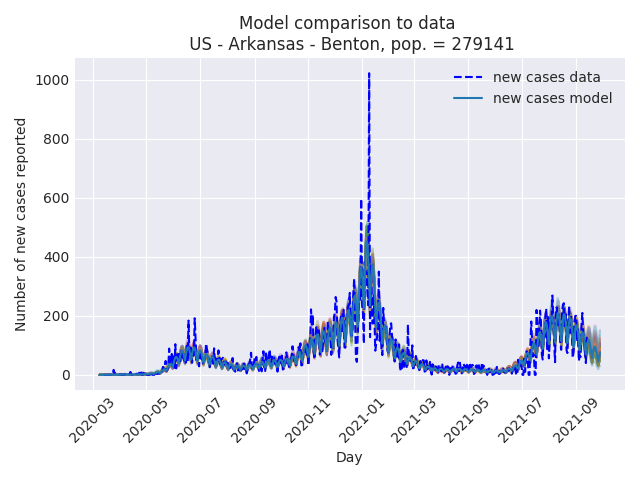 Model comparison to data
US - Arkansas - Benton, pop. = 279141
new cases data
new cases model
Number of new cases reported
1000
800
600
400
200
0
2020-03
2020-05
2020-07
2020-09
2020-11
2021-01
2021-03
2021-05
2021-07
2021-09
Day